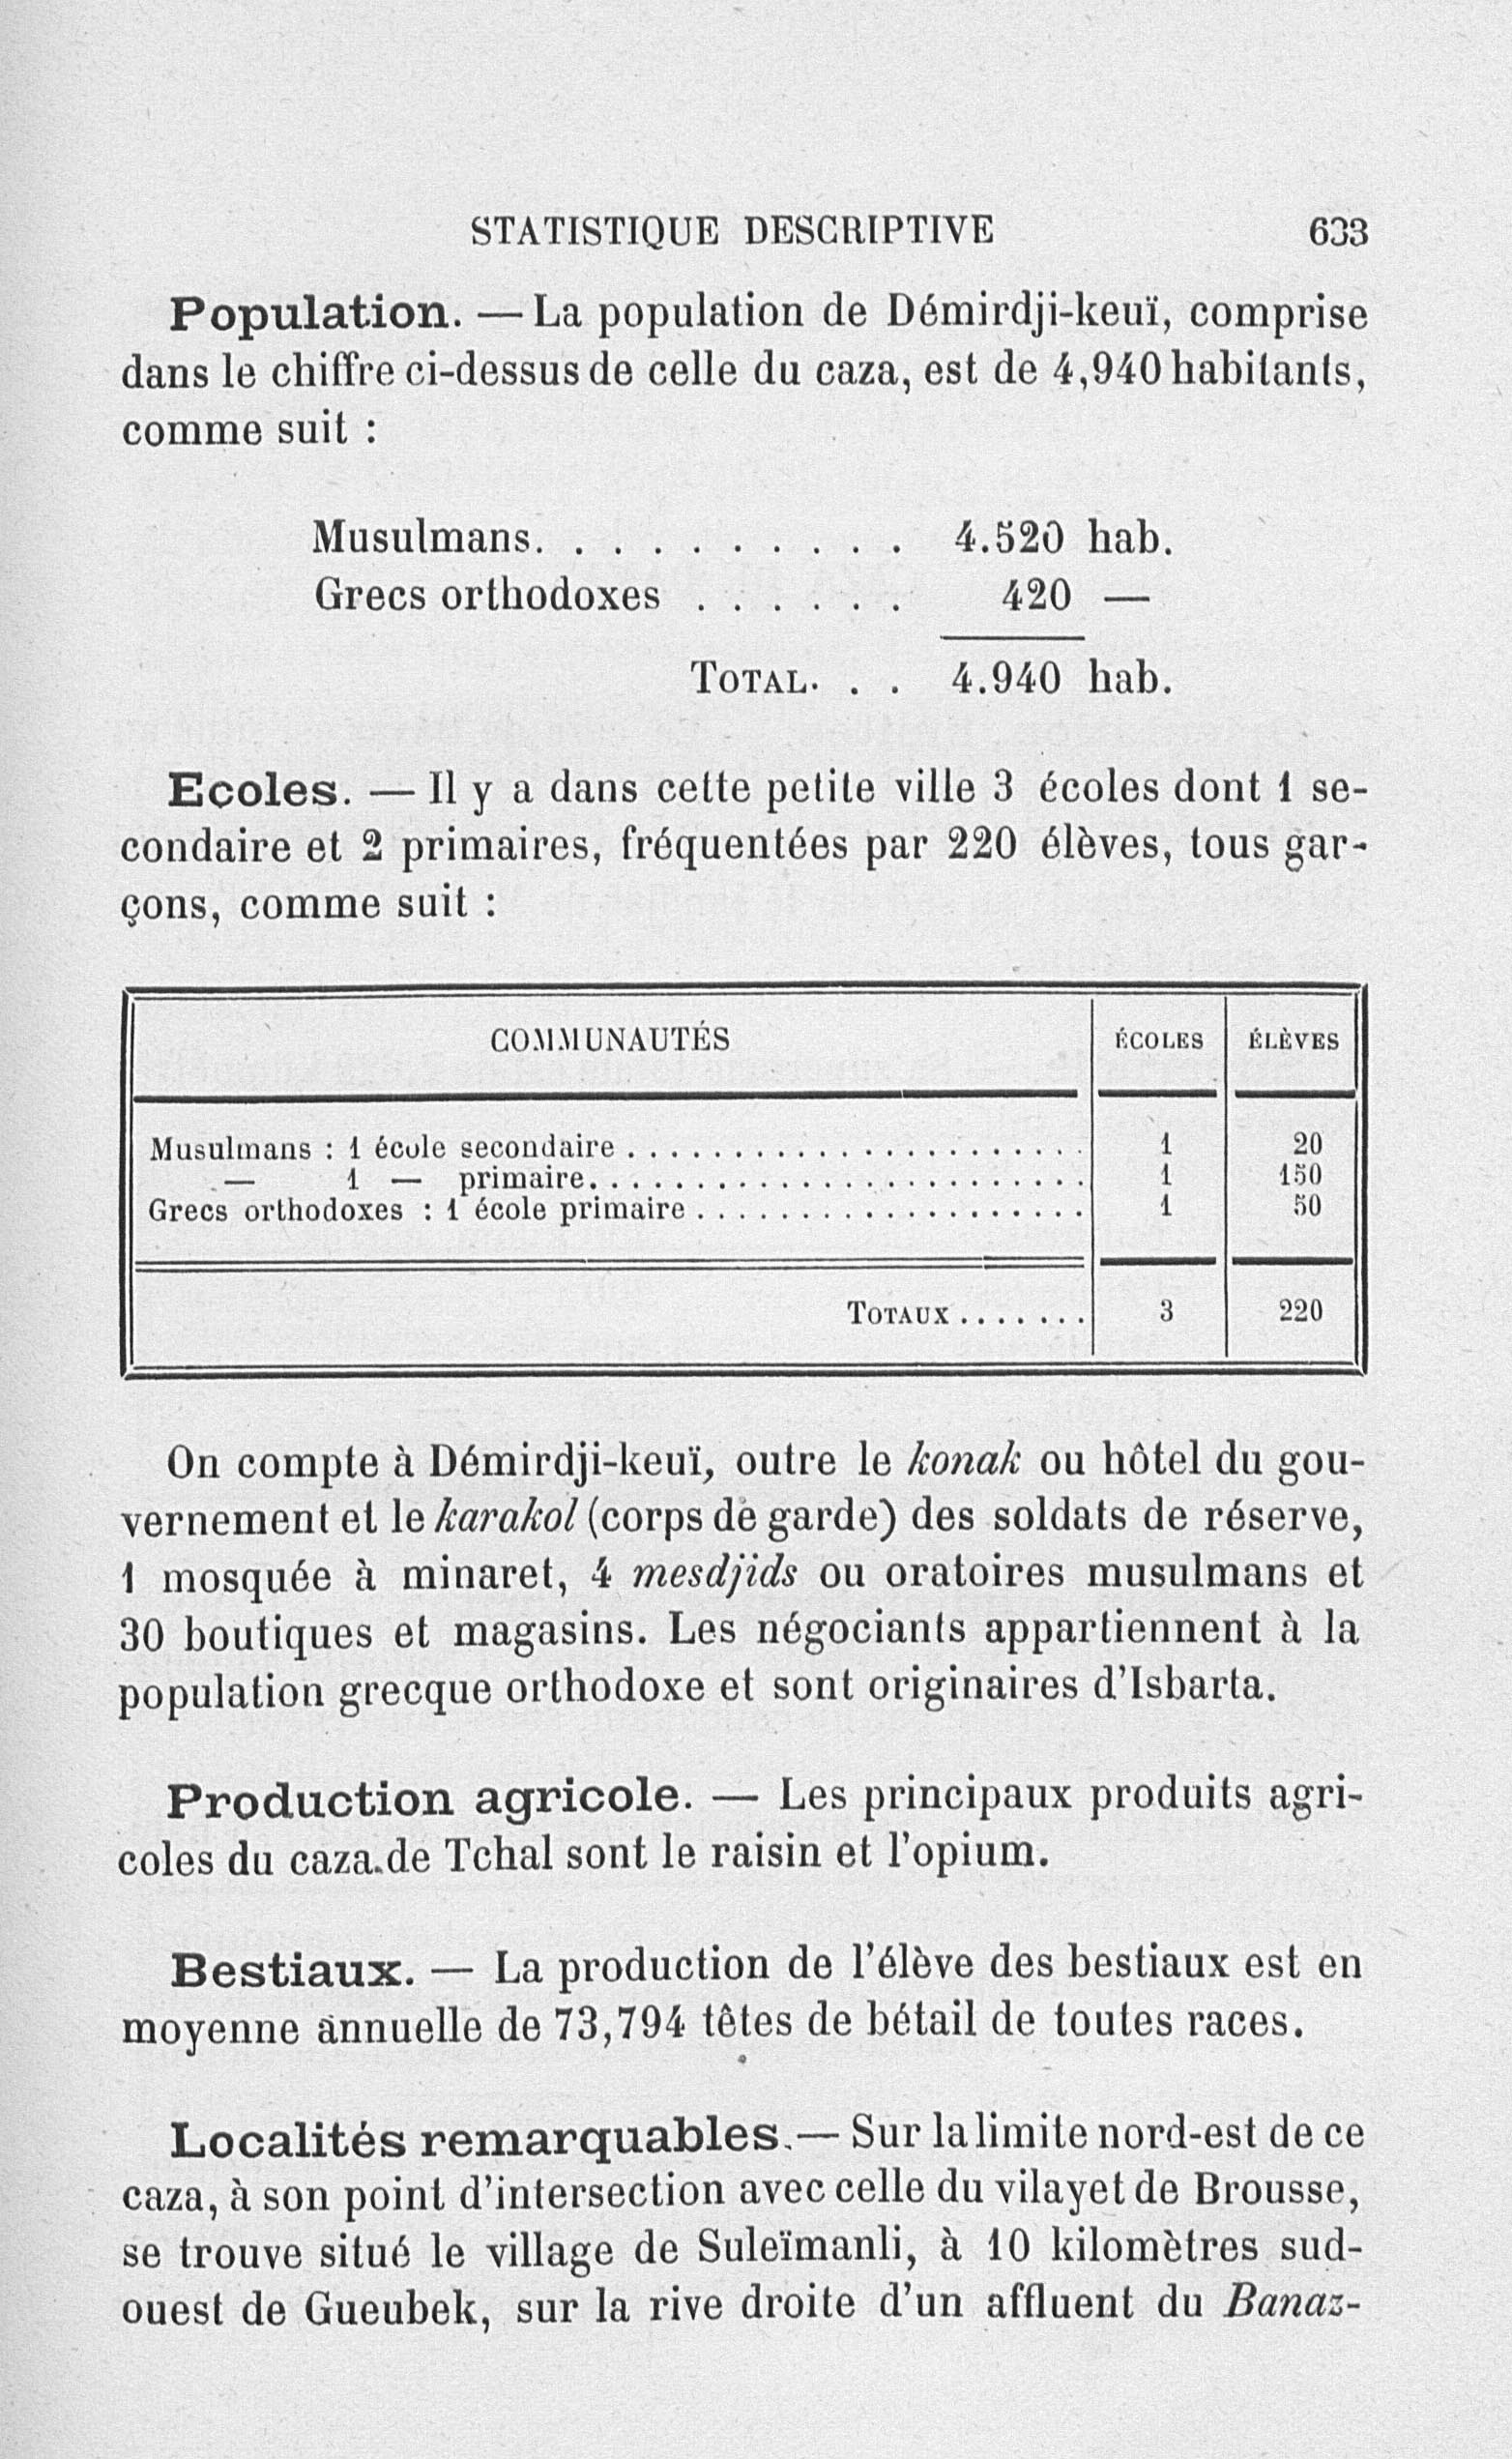 STATISTIQUE DESCRIPTIVE 633
Population. — La population de Démirdji-keuï, comprise
dans le chiffre ci-dessus de celle du caza, est de 4,940 habitants,
comme suit :
Musulmans. . . . . . . . . . 4.520 hab.
Grecs orthodoxes . . . . . . 420 —
TOTAL. . . 4.940 hab.
Ecoles. — Il y a dans cette petite ville 3 écoles dont 1 se-
condaire et 2 primaires, fréquentées par 220 élèves, tous gar-
çons, comme suit :
COMMUNAUTÉS ÉCOLES ÉLÈVES
Musulmans : 1 école secondaire . . . . . . . . . . . . . . . . . . . . . . 1 20
— 1 — primaire. . . . . . . . . . . . . . . . . . . . . . . . 1 150
Grecs orthodoxes : 1 école primaire . . . . . . . . . . . . . . . . . . . 1 50
TOTAUX . . . . . . . 3 220
On compte à Démirdji-keuï, outre le konak ou hôtel du gou-
vernement et le karakol (corps de garde) des soldats de réserve,
1 mosquée à minaret, 4 mesdjids ou oratoires musulmans et
30 boutiques et magasins. Les négociants appartiennent à la
population grecque orthodoxe et sont originaires d'Isbarta.
Production agricole. — Les principaux produits agri-
coles du caza de Tchal sont le raisin et l'opium.
Bestiaux. — La production de l'élève des bestiaux est en
moyenne annuelle de 73,794 têtes de bétail de toutes races.
Localités remarquables. — Sur la limite nord-est de ce
caza, à son point d'intersection avec celle du vilayet de Brousse,
se trouve situé le village de Suleïmanli, à 10 kilomètres sud-
ouest de Gueubek, sur la rive droite d'un affluent du Banaz-